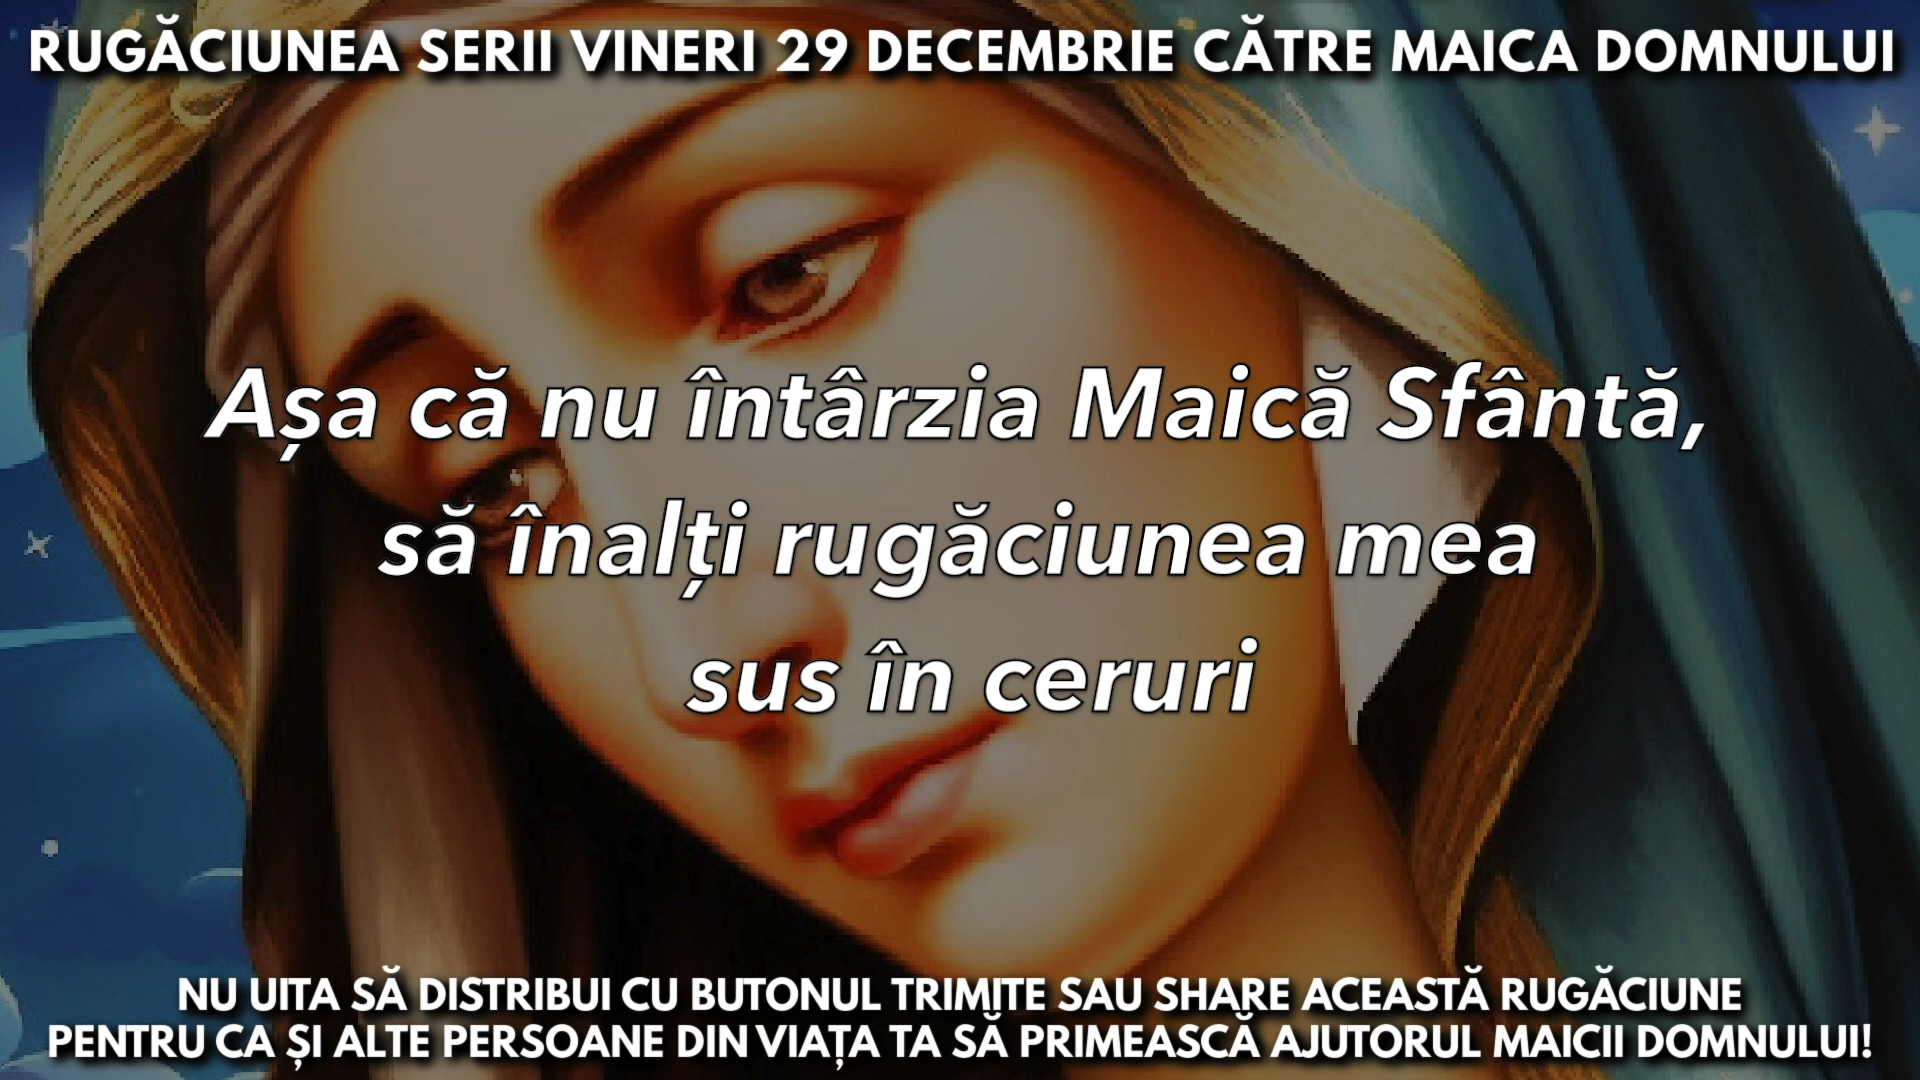 RUGĂCIUNEA SERII VINERI 29 DECEMBRIE CĂTRE MAICA DOMNULUI
Așa că nu întârzia Maică Sfântă,
să înalți rugăciunea mea
sus în ceruri
NU UITA SĂ DISTRIBUI CU BUTONUL TRIMITE SAU SHARE ACEASTĂ RUGĂCIUNE
PENTRU CA ȘI ALTE PERSOANE DIN VIAȚA TA SĂ PRIMEASCĂ AJUTORUL MAICII DOMNULUI!